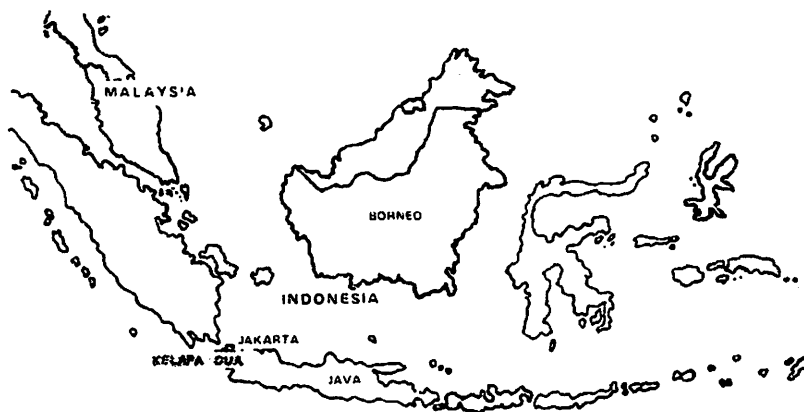 MALAYSIA
BORNEO
INDONESIA
JAKARTA
KELAPA DUA
JAVA